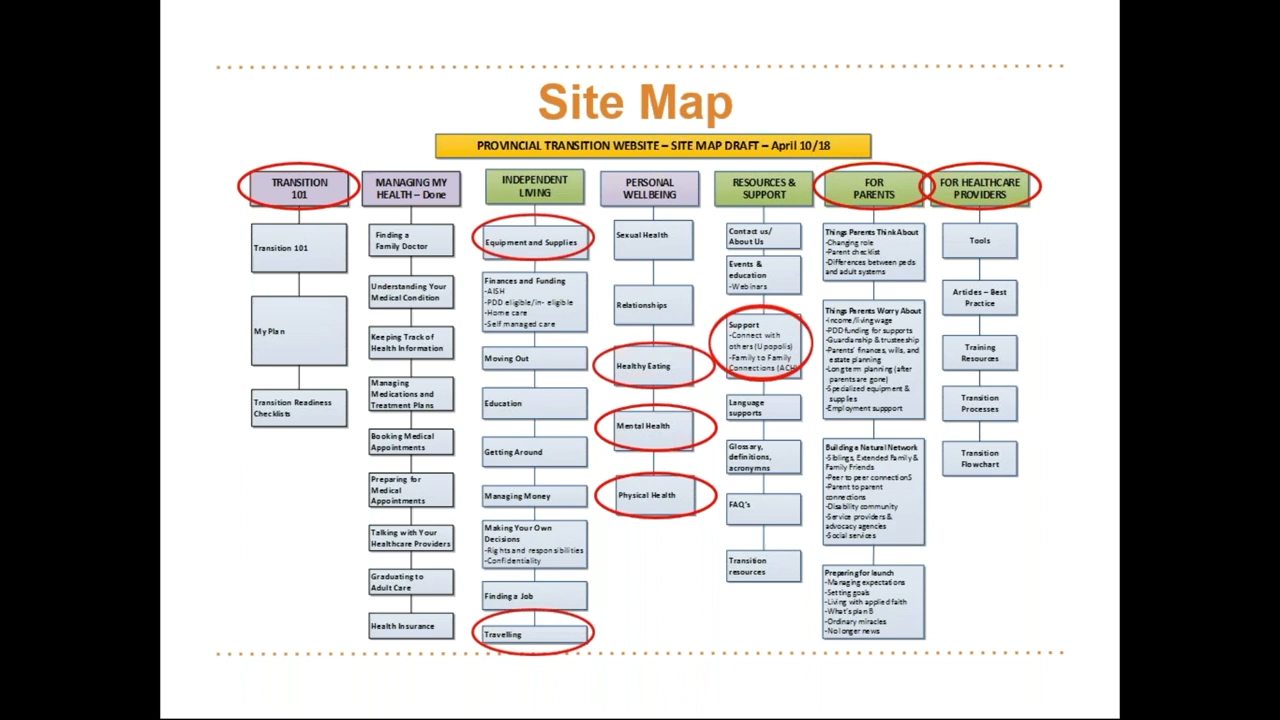 Site Map
PROVINCIAL TRANSITION WEBSITE – SITE MAP DRAFT – April 10/18
TRANSITION
101
Transition 101
My Plan
Transition Readiness
Checklists
MANAGING MY
HEALTH – Done
Finding a
Family Doctor
Understanding Your
Medical Condition
Keeping Track of
Health Information
Managing
Medications and
Treatment Plans
Booking Medical
Appointments
Preparing for
Medical
Appointments
Talking with Your
Healthcare Providers
Graduating to
Adult Care
Health Insurance
INDEPENDENT
LIVING
Equipment and Supplies
Finances and Funding
-AISH
-PDD eligible/in- eligible
-Home care
-Self managed care
Moving Out
Education
Getting Around
Managing Money
Making Your Own
Decisions
-Rights and responsibilities
-Confidentiality
Finding a Job
Travelling
PERSONAL
WELLBEING
Sexual Health
Relationships
Healthy Eating
Mental Health
Physical Health
RESOURCES &
SUPPORT
Contact us/
About Us
Events &
education
-Webinars
Support
-Connect with
others (Upopolis)
-Family to Family
Connections (ACH)
Language
supports
Glossary,
definitions,
acronymns
FAQ's
Transition
resources
FOR
PARENTS
Things Parents Think About
-Changing role
-Parent checklist
-Differences between peds
and adult systems
Things Parents Worry About
-Income/living wage
-PDD funding for supports
-Guardianship & trusteeship
-Parents' finances, wills, and
estate planning
-Long term planning (after
parents are gone)
-Specialized equipment &
supplies
-Employment suppport
Building a Natural Network
-Siblings, Extended Family &
Family Friends
-Peer to peer connectionS
-Parent to parent
connections
-Disability community
-Service providers &
advocacy agencies
-Social services
Preparing for launch
-Managing expectations
-Setting goals
-Living with applied faith
-What's plan B
-Ordinary miracles
-No longer news
FOR HEALTHCARE
PROVIDERS
Tools
Articles – Best
Practice
Training
Resources
Transition
Processes
Transition
Flowchart